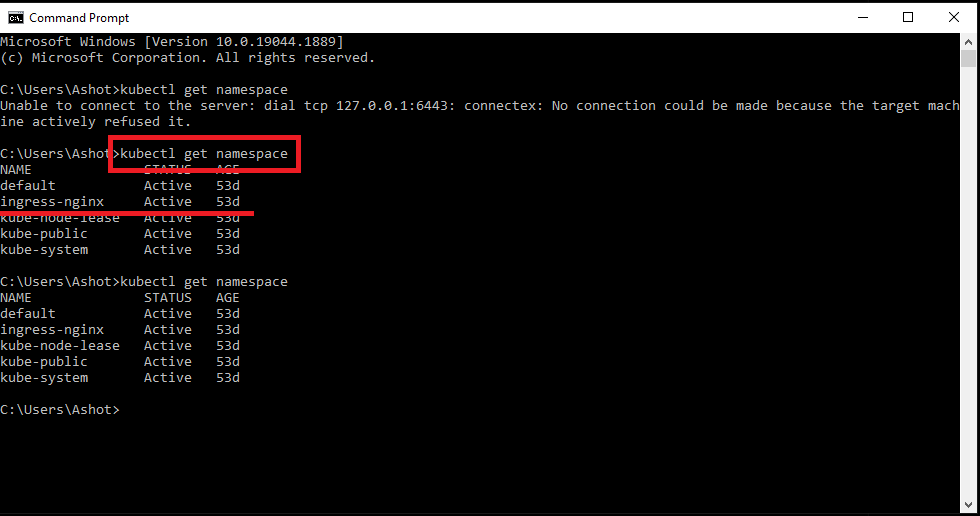 Command Prompt
Microsoft Windows [Version 10.0.19044.1889]
(c) Microsoft Corporation. All rights reserved.
C:\Users\Ashot>kubectl get namespace
Unable to connect to the server: dial tcp 127.0.0.1:6443: connectex: No connection could be made because the target mach
ine actively refused it.
C:\Users\Ashot>kubectl get namespace
NAME STATUS AGE
default Active 53d
ingress-nginx Active 53d
kube-node-lease Active 53d
kube-public Active 53d
kube-system Active 53d
C:\Users\Ashot>kubectl get namespace
NAME STATUS AGE
default Active 53d
ingress-nginx Active 53d
kube-node-lease Active 53d
kube-public Active 53d
kube-system Active 53d
C:\Users\Ashot>